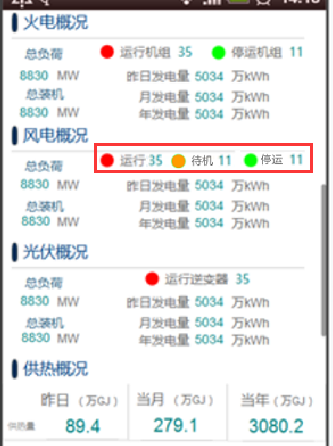 火电概况
总负荷 运行机组 35 停运机组 11
8830 MW 昨日发电量 5034 万kWh
总装机 月发电量 5034 万kWh
8830 MW 年发电量 5034 万kWh
风电概况
总负荷 运行 35 待机 11 停运 11
8830 MW 昨日发电量 5034 万kWh
总装机 月发电量 5034 万kWh
8830 MW 年发电量 5034 万kWh
光伏概况
总负荷 运行逆变器 35
8830 MW 昨日发电量 5034 万kWh
总装机 月发电量 5034 万kWh
8830 MW 年发电量 5034 万kWh
供热概况
昨日（万GJ） 当月（万GJ） 当年（万GJ）
供热量 89.4 279.1 3080.2